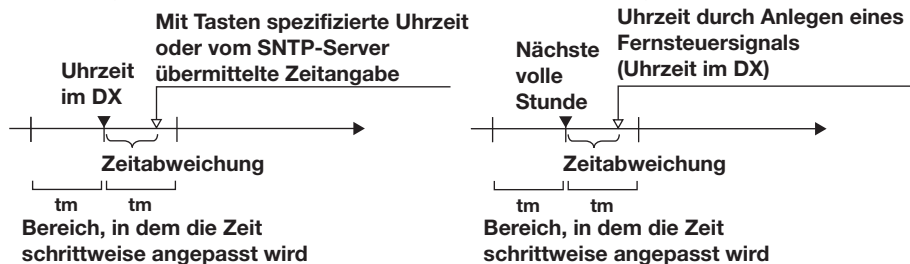 Mit Tasten spezifizierte Uhrzeit
oder vom SNTP-Server
übermittelte Zeitangabe
Uhrzeit
im DX
Zeitabweichung
tm
tm
Bereich, in dem die Zeit
schrittweise angepasst wird
Uhrzeit durch Anlegen eines
Fernsteuersignals
(Uhrzeit im DX)
Nächste
volle
Stunde
Zeitabweichung
tm
tm
Bereich, in dem die Zeit
schrittweise angepasst wird